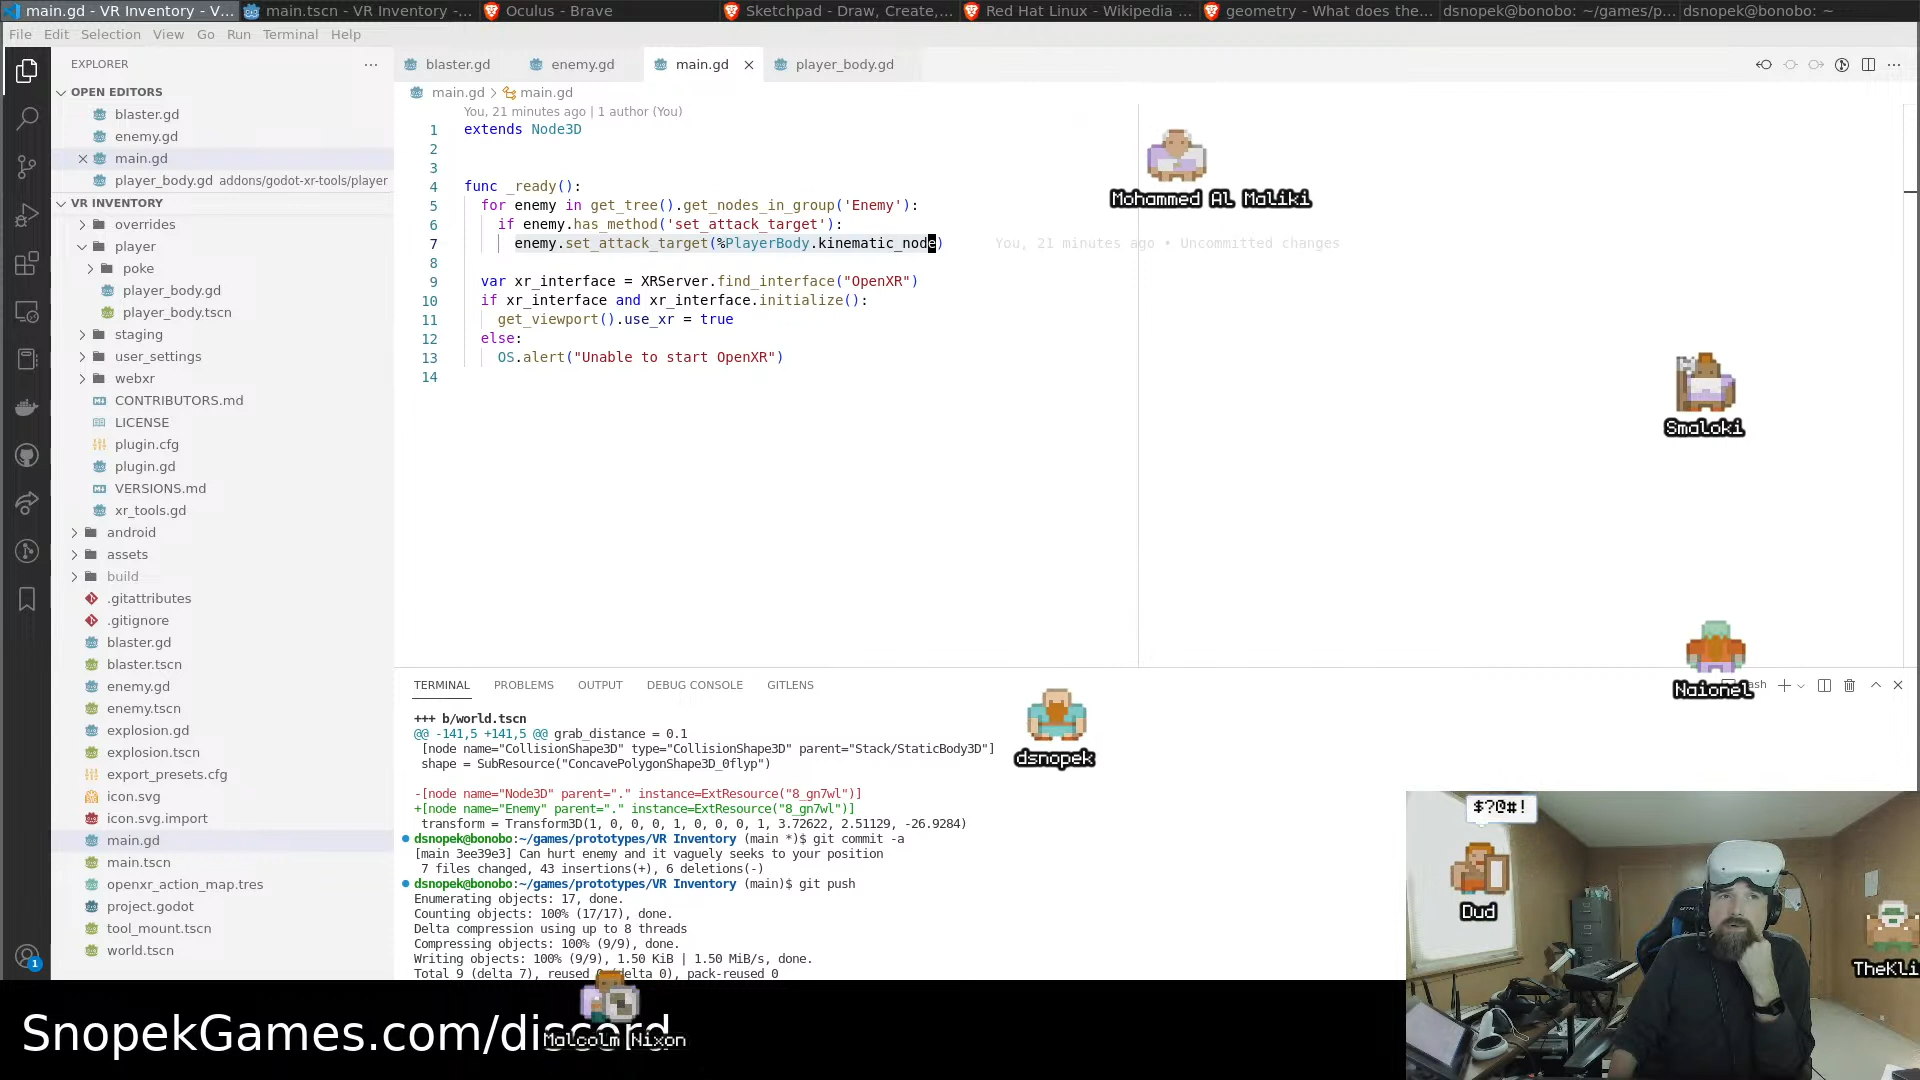 main.gd - VR Inventory - V...
main.tscn - VR Inventory -...
Oculus - Brave
Sketchpad - Draw, Create,...
Red Hat Linux - Wikipedia ...
geometry - What does the...
dsnopek@bonobo: ~/games/p...
dsnopek@bonobo: ~
File Edit Selection View Go Run Terminal Help
EXPLORER
OPEN EDITORS
blaster.gd
enemy.gd
main.gd
player_body.gd addons/godot-xr-tools/player
VR INVENTORY
overrides
player
poke
player_body.gd
player_body.tscn
staging
user_settings
webxr
CONTRIBUTORS.md
LICENSE
plugin.cfg
plugin.gd
VERSIONS.md
xr_tools.gd
android
assets
build
.gitattributes
.gitignore
blaster.gd
blaster.tscn
enemy.gd
enemy.tscn
explosion.gd
explosion.tscn
export_presets.cfg
icon.svg
icon.svg.import
main.gd
main.tscn
openxr_action_map.tres
project.godot
tool_mount.tscn
world.tscn
1
blaster.gd
enemy.gd
main.gd
player_body.gd
main.gd > main.gd
You, 21 minutes ago | 1 author (You)
1 extends Node3D
2
3
4 func _ready():
5 for enemy in get_tree().get_nodes_in_group('Enemy'):
6 if enemy.has_method('set_attack_target'):
7 enemy.set_attack_target(%PlayerBody.kinematic_node) You, 21 minutes ago • Uncommitted changes
8
9 var xr_interface = XRServer.find_interface("OpenXR")
10 if xr_interface and xr_interface.initialize():
11 get_viewport().use_xr = true
12 else:
13 OS.alert("Unable to start OpenXR")
14
Mohammed Al Maliki
Smaloki
Naionel
TERMINAL PROBLEMS OUTPUT DEBUG CONSOLE GITLENS
+++ b/world.tscn
@@ -141,5 +141,5 @@ grab_distance = 0.1
[node name="CollisionShape3D" type="CollisionShape3D" parent="Stack/StaticBody3D"]
shape = SubResource("ConcavePolygonShape3D_0flyp")
-[node name="Node3D" parent="." instance=ExtResource("8_gn7wl")]
+[node name="Enemy" parent="." instance=ExtResource("8_gn7wl")]
transform = Transform3D(1, 0, 0, 0, 1, 0, 0, 0, 1, 3.72622, 2.51129, -26.9284)
dsnopek@bonobo:~/games/prototypes/VR Inventory (main *)$ git commit -a
[main 3ee39e3] Can hurt enemy and it vaguely seeks to your position
7 files changed, 43 insertions(+), 6 deletions(-)
dsnopek@bonobo:~/games/prototypes/VR Inventory (main)$ git push
Enumerating objects: 17, done.
Counting objects: 100% (17/17), done.
Delta compression using up to 8 threads
Compressing objects: 100% (9/9), done.
Writing objects: 100% (9/9), 1.50 KiB | 1.50 MiB/s, done.
Total 9 (delta 7), reused 0 (delta 0), pack-reused 0
dsnopek
$?@#!
Dud
TheKli
SnopekGames.com/discord
Malcolm Nixon